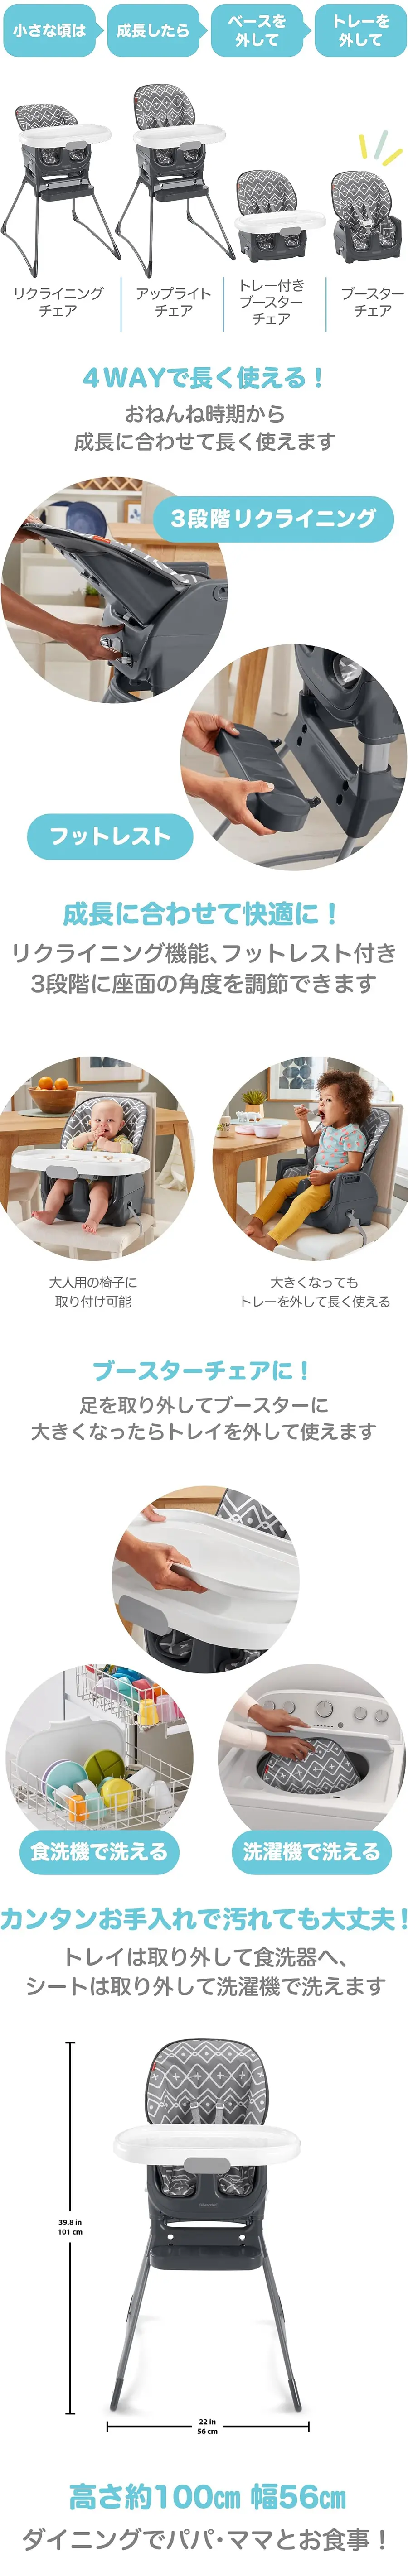 小さな頃は
成長したら
ベースを
外して
トレーを
外して
リクライニング
チェア
アップライト
チェア
トレー付き
ブースター
チェア
ブースター
チェア
4WAYで長く使える！
おねんね時期から
成長に合わせて長く使えます
3段階リクライニング
フットレスト
成長に合わせて快適に！
リクライニング機能、フットレスト付き
3段階に座面の角度を調節できます
大人用の椅子に
取り付け可能
大きくなっても
トレーを外して長く使える
ブースターチェアに！
足を取り外してブースターに
大きくなったらトレイを外して使えます
食洗機で洗える
洗濯機で洗える
カンタンお手入れで汚れても大丈夫！
トレイは取り外して食洗器へ、
シートは取り外して洗濯機で洗えます
39.8 in
101 cm
22 in
56 cm
高さ約100㎝ 幅56㎝
ダイニングでパパ・ママとお食事！